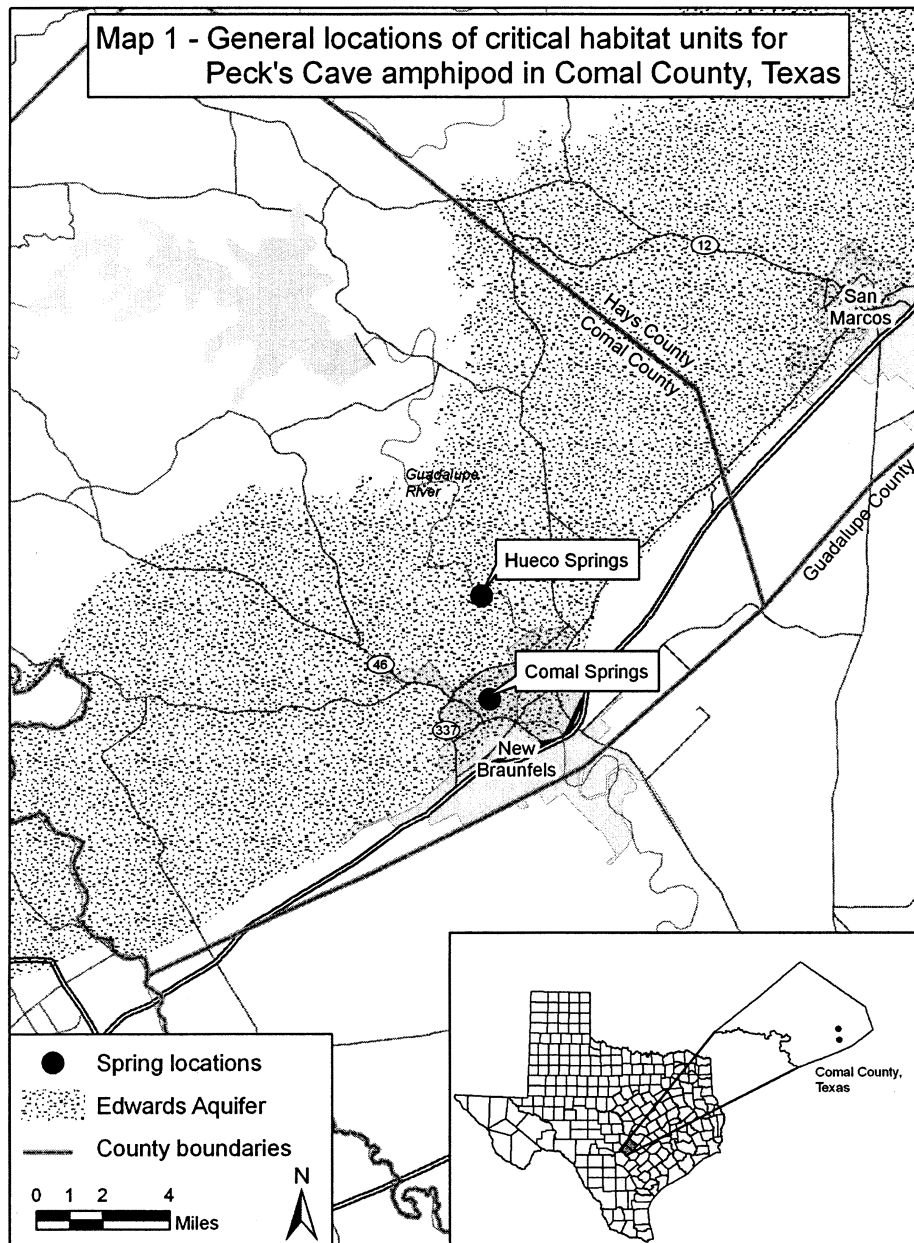 Map 1 - General locations of critical habitat units for
Peck's Cave amphipod in Comal County, Texas
12
San
Marcos
Hays County
Comal County
Guadalupe
River
Guadalupe County
Hueco Springs
46
Comal Springs
337
New
Braunfels
Spring locations
Edwards Aquifer
County boundaries
N
0 1 2 4
Miles
Comal County,
Texas